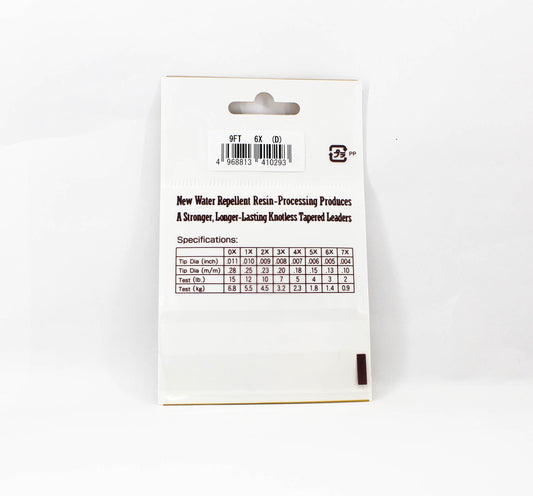 9FT 6X (D)
4 968813 410293
プラ
PP
New Water Repellent Resin-Processing Produces
A Stronger, Longer-Lasting Knotless Tapered Leaders
Specifications:
0X 1X 2X 3X 4X 5X 6X 7X
Tip Dia (inch) .011 .010 .009 .008 .007 .006 .005 .004
Tip Dia (m/m) .28 .25 .23 .20 .18 .15 .13 .10
Test (lb.) 15 12 10 7 5 4 3 2
Test (kg) 6.8 5.5 4.5 3.2 2.3 1.8 1.4 0.9